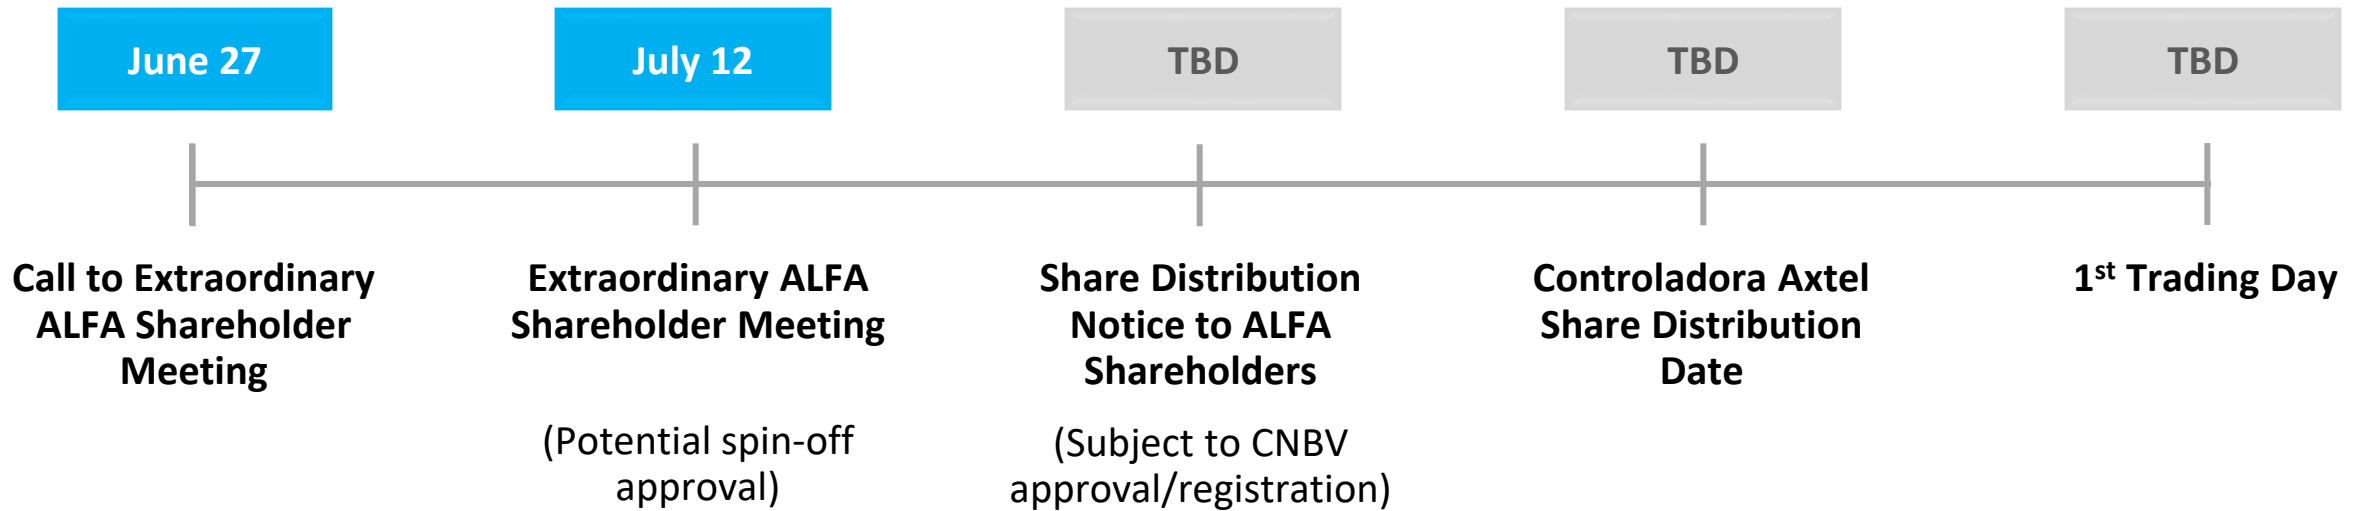 June 27
July 12
TBD
TBD
TBD
Call to Extraordinary
ALFA Shareholder
Meeting
Extraordinary ALFA
Shareholder Meeting
(Potential spin-off
approval)
Share Distribution
Notice to ALFA
Shareholders
(Subject to CNBV
approval/registration)
Controladora Axtel
Share Distribution
Date
1st Trading Day